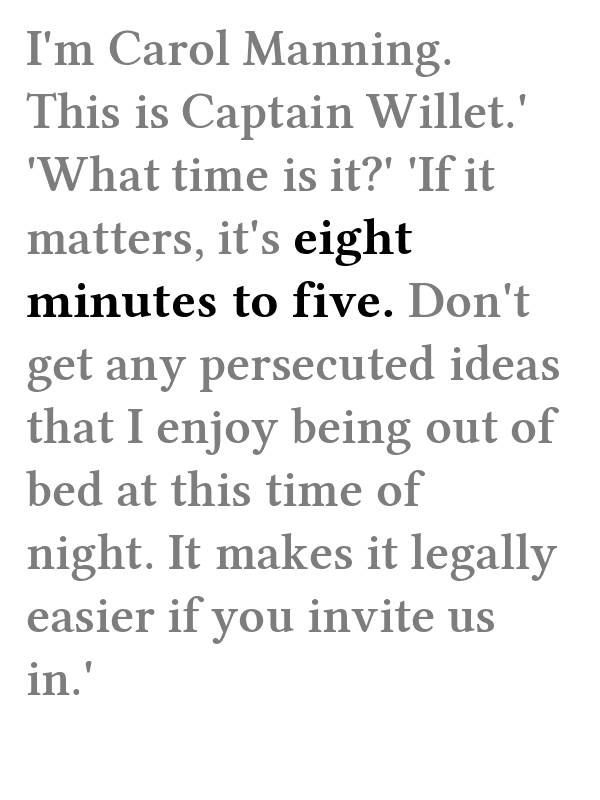 I'm Carol Manning.
This is Captain Willet.'
'What time is it?' 'If it
matters, it's eight
minutes to five. Don't
get any persecuted ideas
that I enjoy being out of
bed at this time of
night. It makes it legally
easier if you invite us
in.'